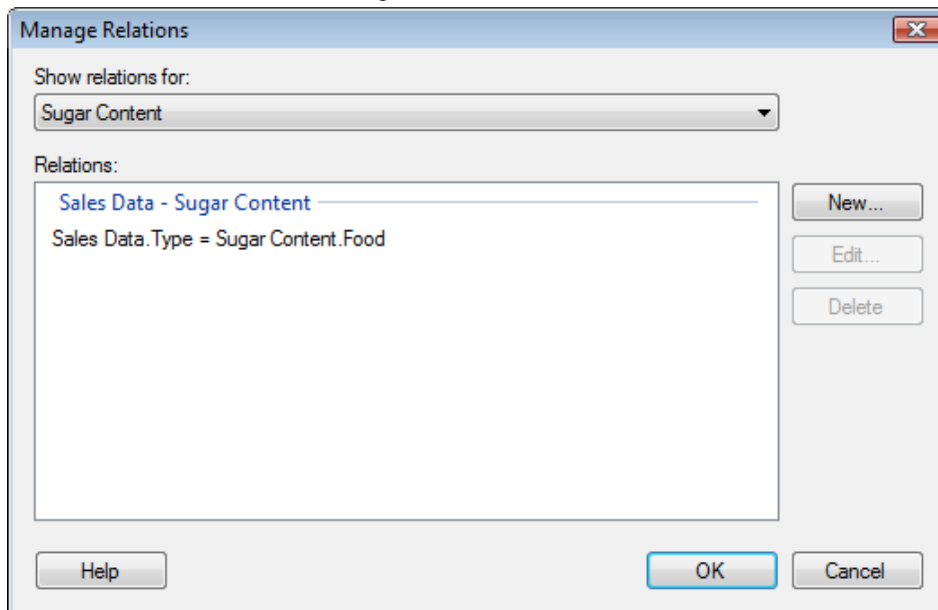 Manage Relations
Show relations for:
Sugar Content
Relations:
Sales Data - Sugar Content
Sales Data.Type = Sugar Content.Food
New...
Edit...
Delete
Help
OK
Cancel